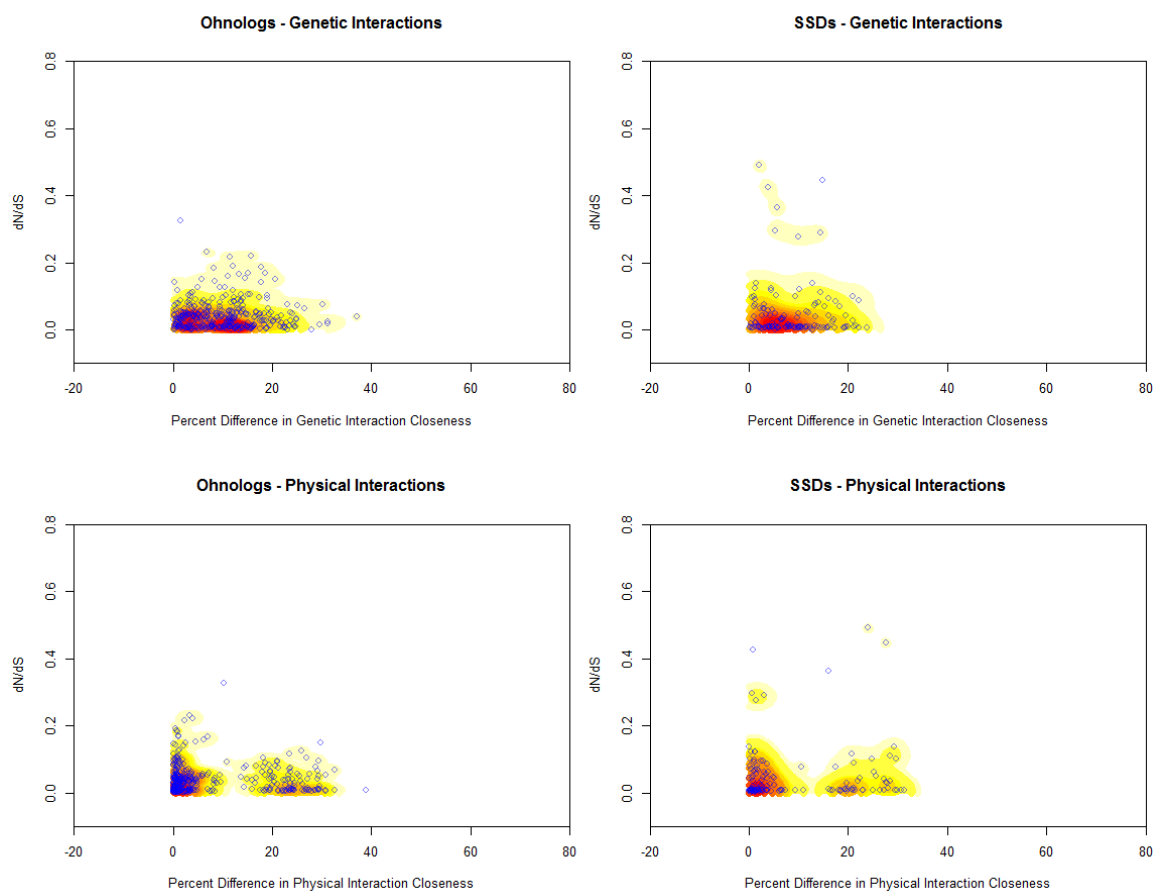 Ohnologs - Genetic Interactions
0.8
0.6
0.4
0.2
0.0
dN/dS
-20 0 20 40 60 80
Percent Difference in Genetic Interaction Closeness
SSDs - Genetic Interactions
0.8
0.6
0.4
0.2
0.0
dN/dS
-20 0 20 40 60 80
Percent Difference in Genetic Interaction Closeness
Ohnologs - Physical Interactions
0.8
0.6
0.4
0.2
0.0
dN/dS
-20 0 20 40 60 80
Percent Difference in Physical Interaction Closeness
SSDs - Physical Interactions
0.8
0.6
0.4
0.2
0.0
dN/dS
-20 0 20 40 60 80
Percent Difference in Physical Interaction Closeness